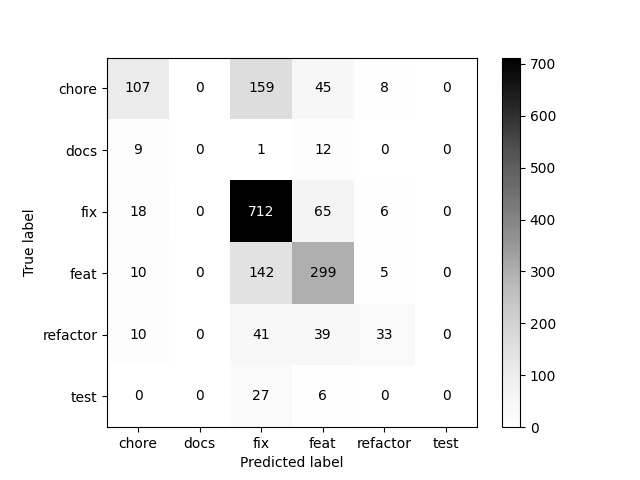 chore 107 0 159 45 8 0
docs 9 0 1 12 0 0
fix 18 0 712 65 6 0
feat 10 0 142 299 5 0
refactor 10 0 41 39 33 0
test 0 0 27 6 0 0
chore docs fix feat refactor test
Predicted label
True label
700
600
500
400
300
200
100
0